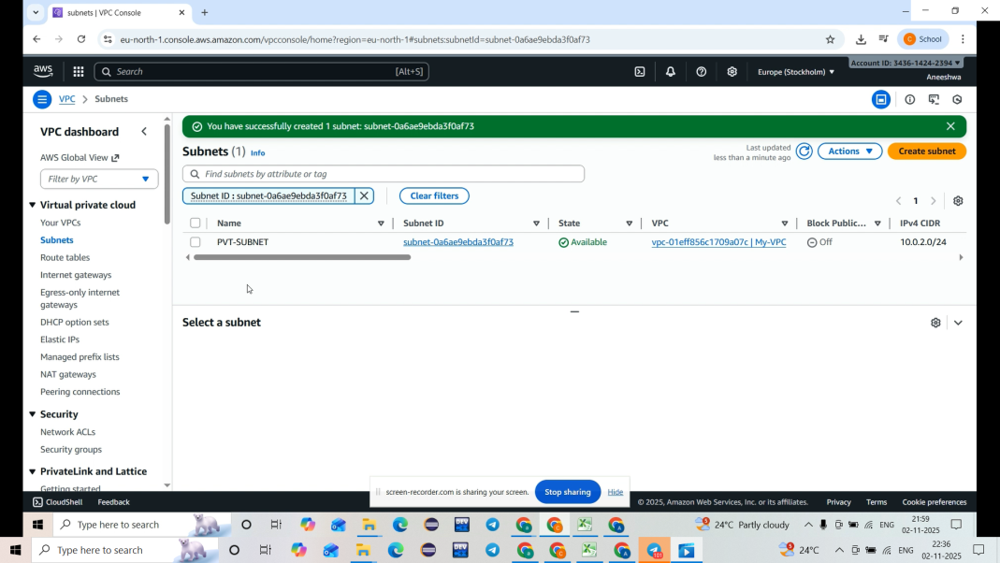 subnets | VPC Console
eu-north-1.console.aws.amazon.com/vpcconsole/home?region=eu-north-1#subnets:subnetId=subnet-0a6ae9ebda3f0af73
School
aws
Search
[Alt+S]
Europe (Stockholm)
Account ID: 3436-1424-2394
Aneeshwa
VPC
Subnets
VPC dashboard
AWS Global View
Filter by VPC
Virtual private cloud
Your VPCs
Subnets
Route tables
Internet gateways
Egress-only internet
gateways
DHCP option sets
Elastic IPs
Managed prefix lists
NAT gateways
Peering connections
Security
Network ACLs
Security groups
PrivateLink and Lattice
Getting started
You have successfully created 1 subnet: subnet-0a6ae9ebda3f0af73
Subnets (1) Info
Last updated
less than a minute ago
Actions
Create subnet
Find subnets by attribute or tag
Subnet ID : subnet-0a6ae9ebda3f0af73
Clear filters
1
Name Subnet ID State VPC Block Public... IPv4 CIDR
PVT-SUBNET subnet-0a6ae9ebda3f0af73 Available vpc-01eff856c1709a07c | My-VPC Off 10.0.2.0/24
Select a subnet
screen-recorder.com is sharing your screen. Stop sharing Hide
CloudShell Feedback © 2025, Amazon Web Services, Inc. or its affiliates. Privacy Terms Cookie preferences
Type here to search 24°C Partly cloudy ENG 21:59
02-11-2025
Type here to search 24°C ENG 22:36
02-11-2025